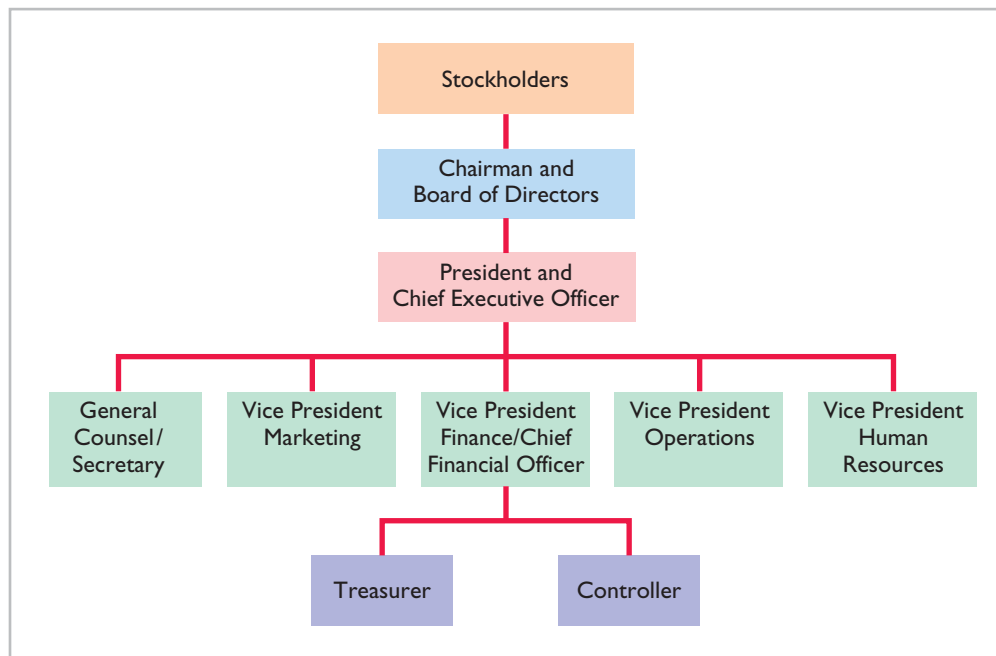 Stockholders
Chairman and
Board of Directors
President and
Chief Executive Officer
General
Counsel/
Secretary
Vice President
Marketing
Vice President
Finance/Chief
Financial Officer
Vice President
Operations
Vice President
Human
Resources
Treasurer
Controller